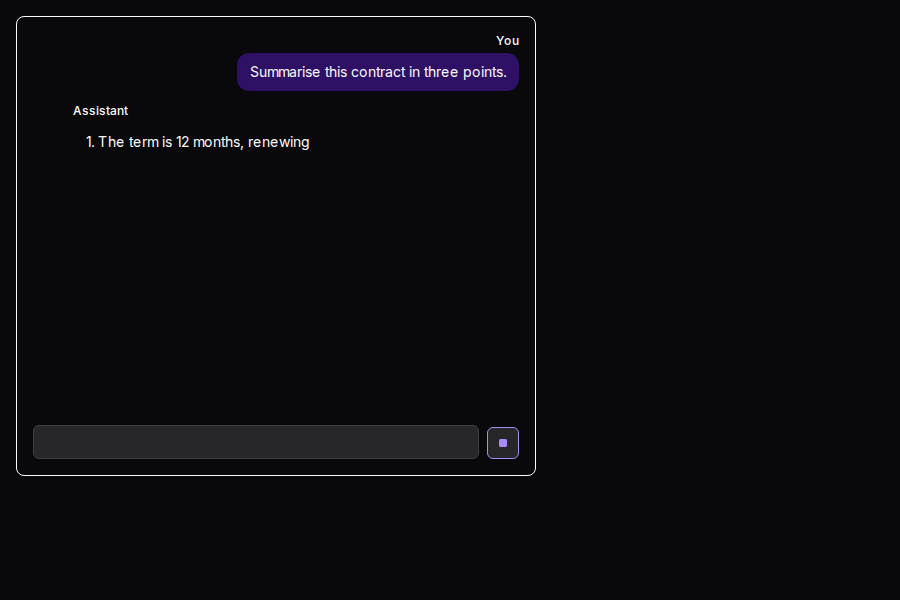 You
Summarise this contract in three points.
Assistant
1. The term is 12 months, renewing